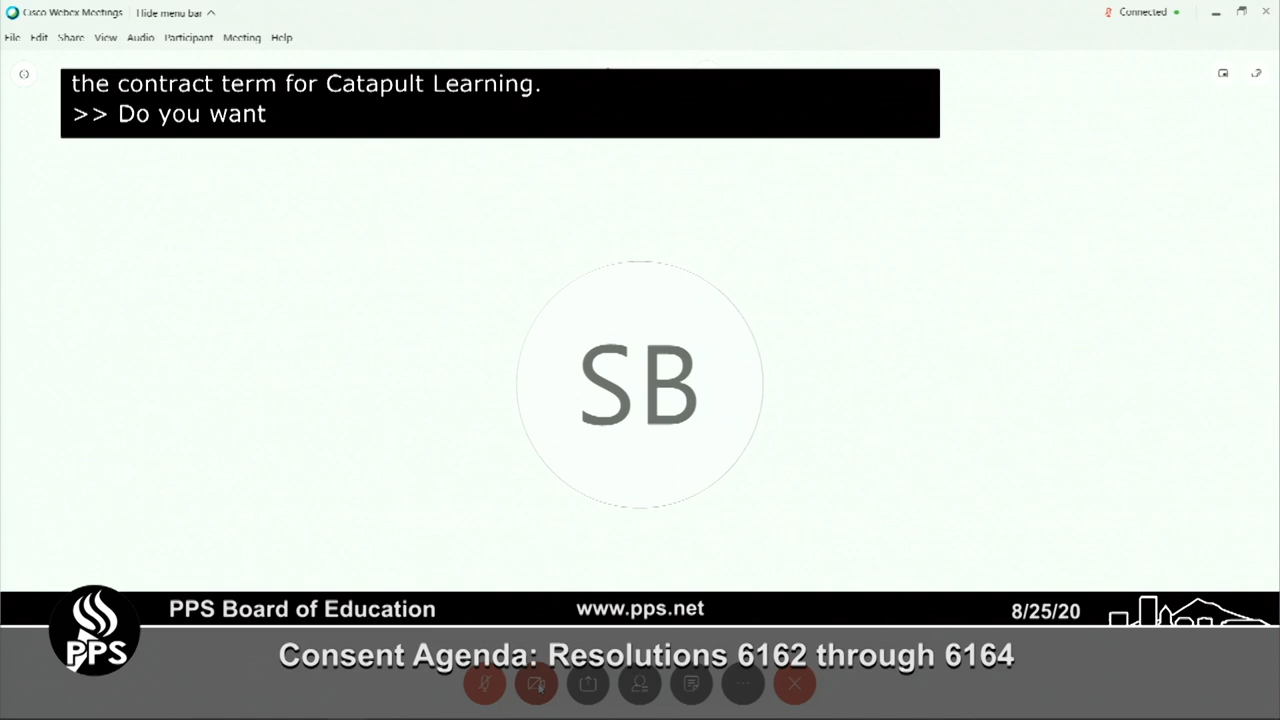 Cisco Webex Meetings
Hide menu bar
Connected
File Edit Share View Audio Participant Meeting Help
the contract term for Catapult Learning.
>> Do you want
SB
PPS Board of Education
www.pps.net
8/25/20
PPS
Consent Agenda: Resolutions 6162 through 6164